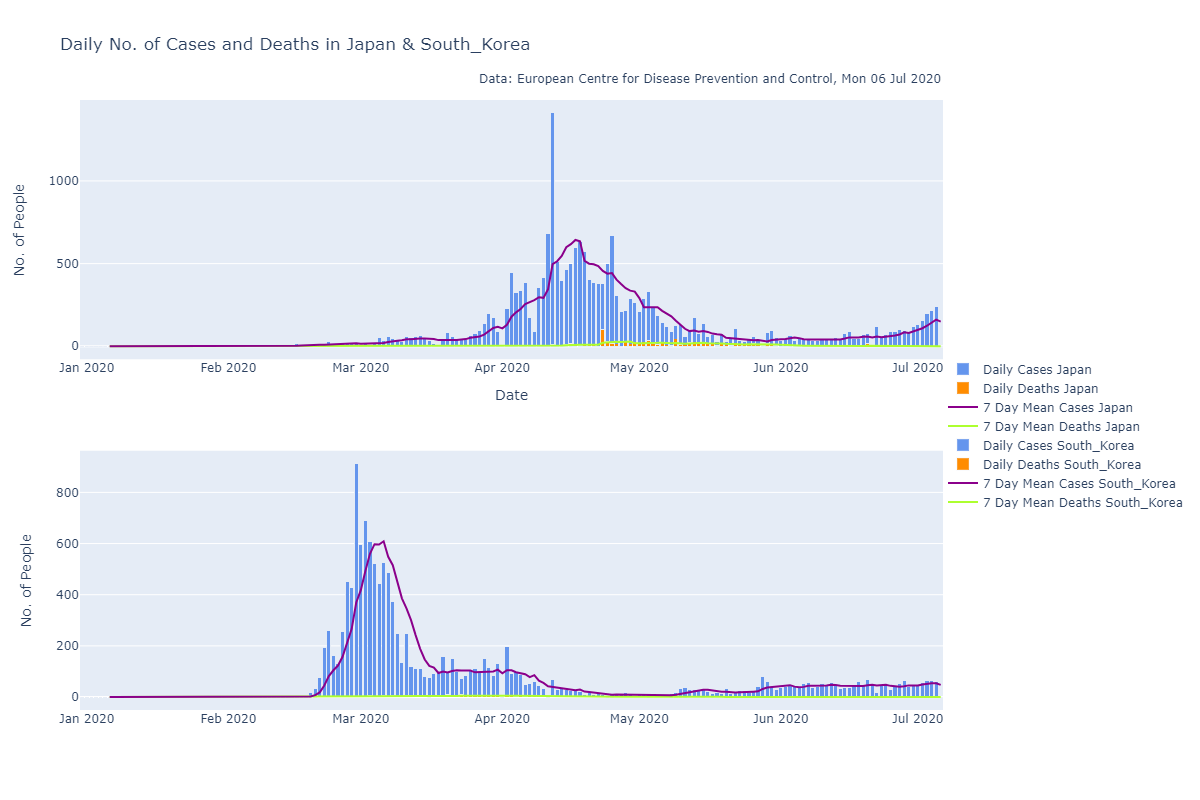 Daily No. of Cases and Deaths in Japan & South_Korea
Data: European Centre for Disease Prevention and Control, Mon 06 Jul 2020
No. of People
1000
500
0
Jan 2020 Feb 2020 Mar 2020 Apr 2020 May 2020 Jun 2020 Jul 2020
Date
Daily Cases Japan
Daily Deaths Japan
7 Day Mean Cases Japan
7 Day Mean Deaths Japan
Daily Cases South_Korea
Daily Deaths South_Korea
7 Day Mean Cases South_Korea
7 Day Mean Deaths South_Korea
No. of People
800
600
400
200
0
Jan 2020 Feb 2020 Mar 2020 Apr 2020 May 2020 Jun 2020 Jul 2020